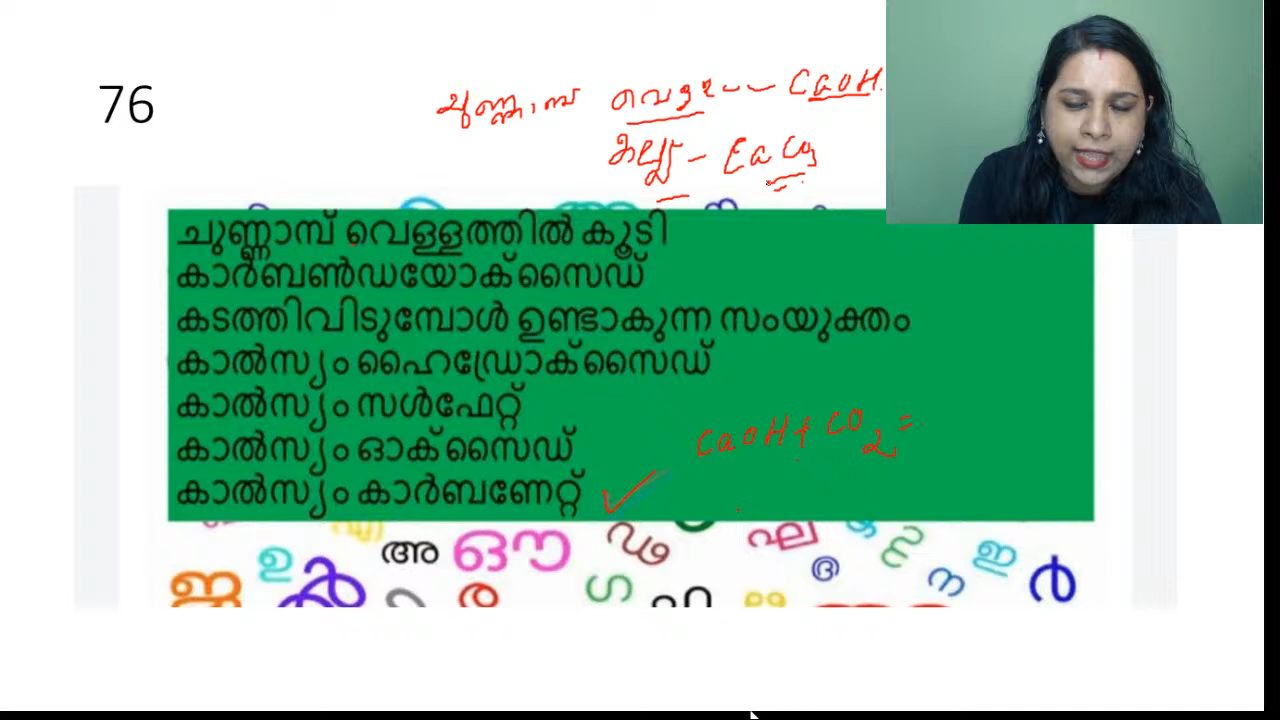 76
ചുണ്ണാമ്പ് വെള്ളം -- CaOH
കല്ല് - CaCO3
ചുണ്ണാമ്പ് വെള്ളത്തിൽ കൂടി
കാർബൺഡയോക്സൈഡ്
കടത്തിവിടുമ്പോൾ ഉണ്ടാകുന്ന സംയുക്തം
കാൽസ്യം ഹൈഡ്രോക്സൈഡ്
കാൽസ്യം സൾഫേറ്റ്
CaOH + CO2 =
കാൽസ്യം ഓക്സൈഡ്
കാൽസ്യം കാർബണേറ്റ്
അ ഔ ഢ ഘ സ്സ ഇ
ഉ ക ഗ ദ ന ർ
ജ